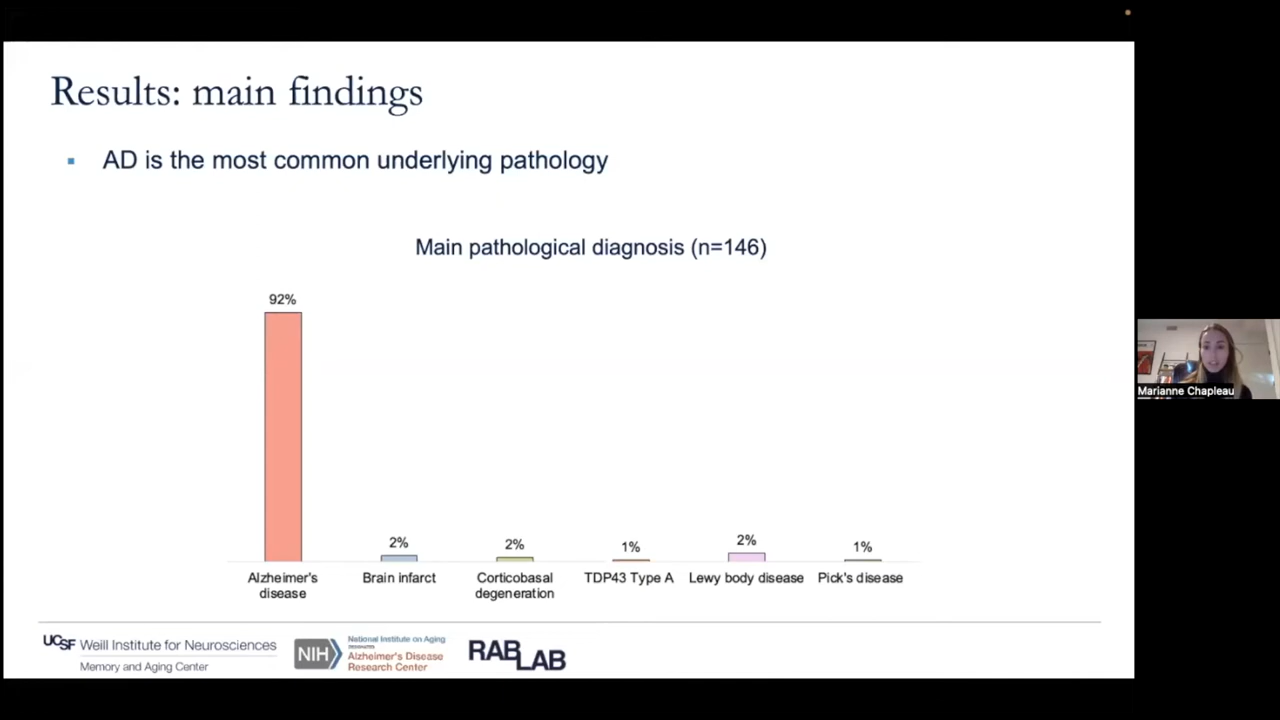 Results: main findings
AD is the most common underlying pathology
Main pathological diagnosis (n=146)
92%
2%
2%
1%
2%
1%
Alzheimer's
disease
Brain infarct
Corticobasal
degeneration
TDP43 Type A
Lewy body disease
Pick's disease
Marianne Chapleau
UCSF Weill Institute for Neurosciences
Memory and Aging Center
NIH
National Institute on Aging
Alzheimer's Disease
Research Center
RAB LAB